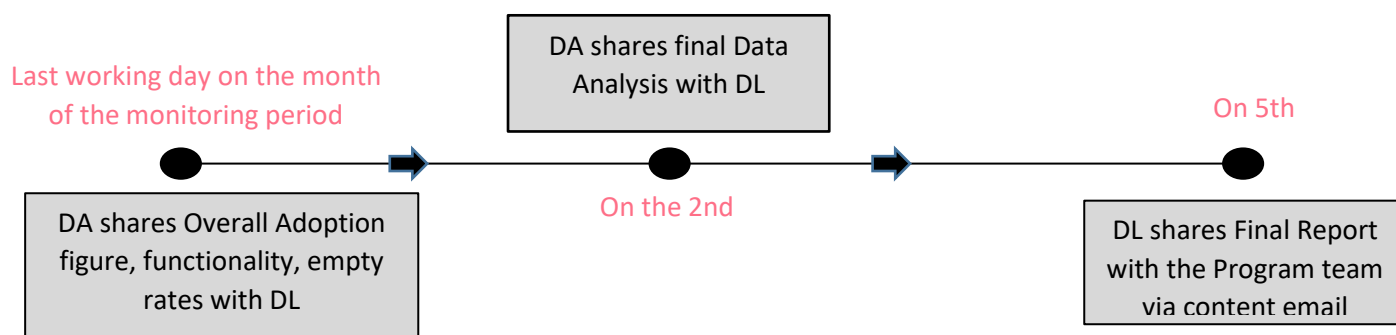 Last working day on the month
of the monitoring period
DA shares Overall Adoption
figure, functionality, empty
rates with DL
DA shares final Data
Analysis with DL
On the 2nd
On 5th
DL shares Final Report
with the Program team
via content email